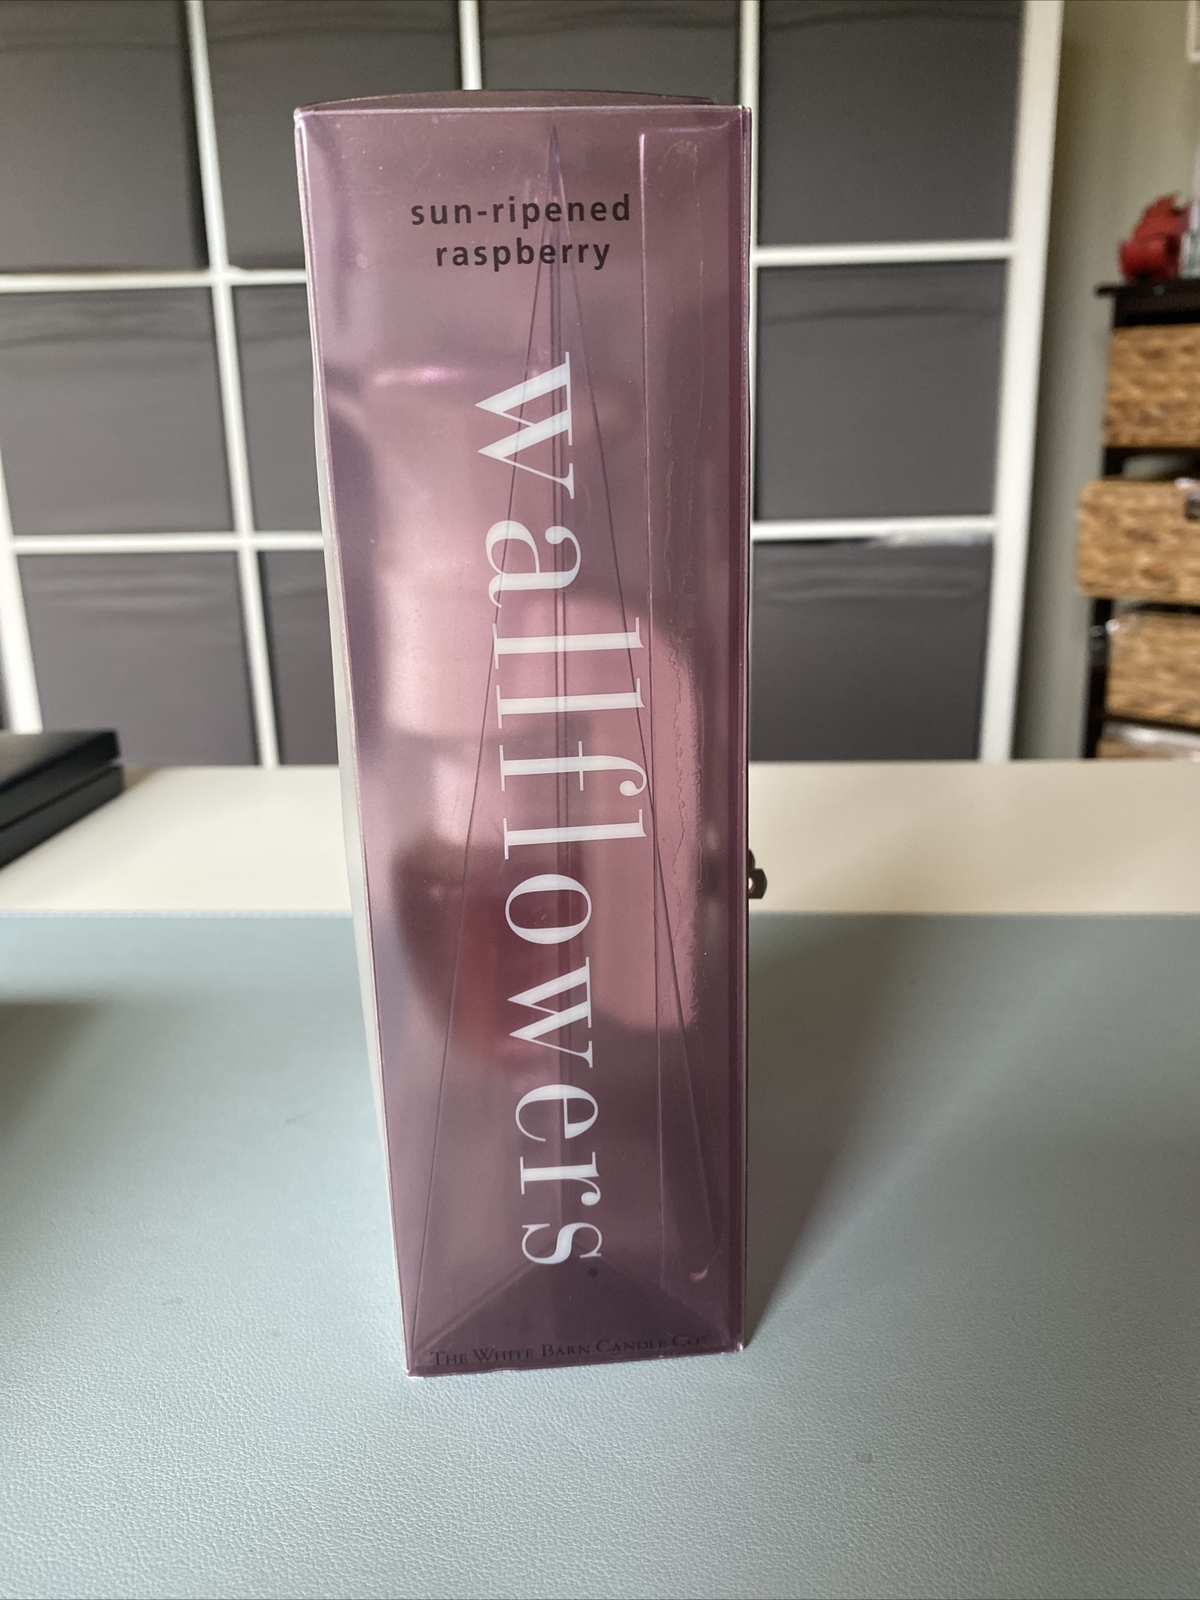 sun-ripened
raspberry
wallflowers®
THE WHITE BARN CANDLE CO.